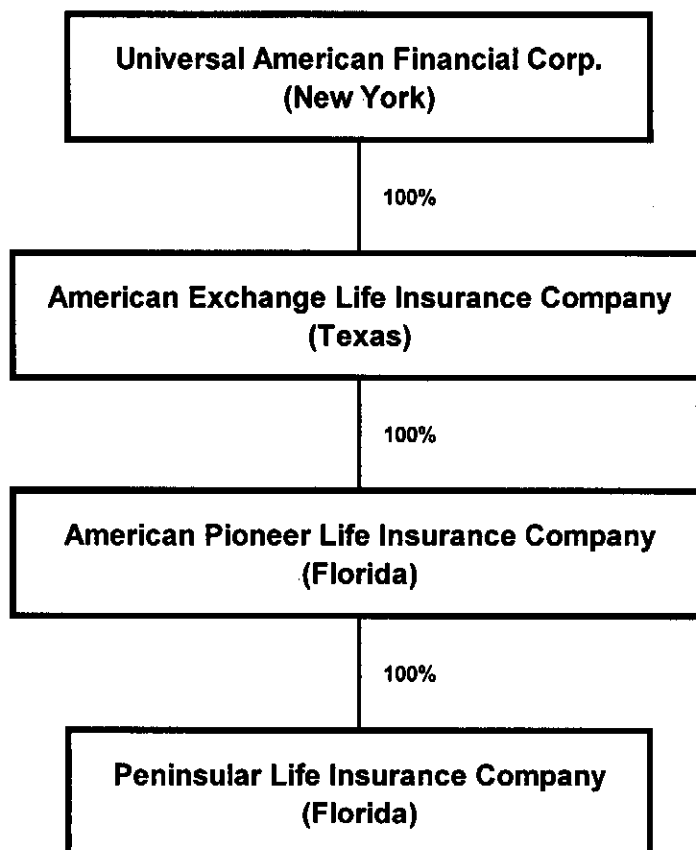 Universal American Financial Corp.
(New York)
100%
American Exchange Life Insurance Company
(Texas)
100%
American Pioneer Life Insurance Company
(Florida)
100%
Peninsular Life Insurance Company
(Florida)